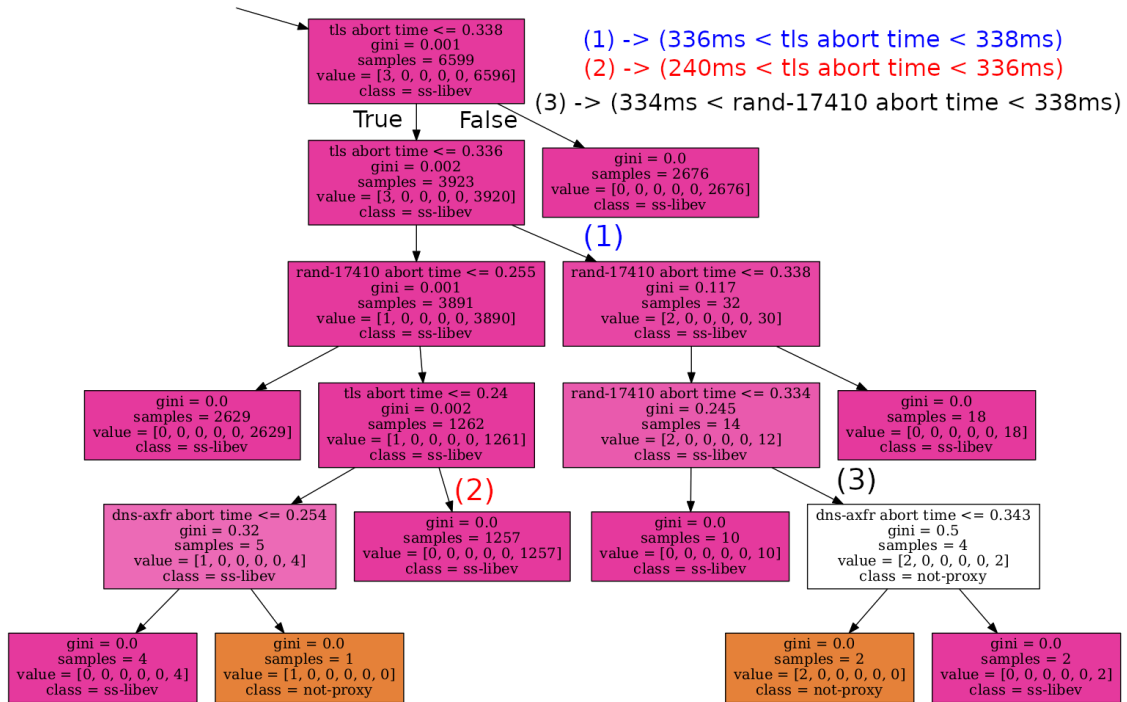 tls abort time <= 0.338
gini = 0.001
samples = 6599
value = [3, 0, 0, 0, 0, 6596]
class = ss-libev
(1) -> (336ms < tls abort time < 338ms)
(2) -> (240ms < tls abort time < 336ms)
(3) -> (334ms < rand-17410 abort time < 338ms)
True
False
tls abort time <= 0.336
gini = 0.002
samples = 3923
value = [3, 0, 0, 0, 0, 3920]
class = ss-libev
gini = 0.0
samples = 2676
value = [0, 0, 0, 0, 0, 2676]
class = ss-libev
(1)
rand-17410 abort time <= 0.255
gini = 0.001
samples = 3891
value = [1, 0, 0, 0, 0, 3890]
class = ss-libev
rand-17410 abort time <= 0.338
gini = 0.117
samples = 32
value = [2, 0, 0, 0, 0, 30]
class = ss-libev
gini = 0.0
samples = 2629
value = [0, 0, 0, 0, 0, 2629]
class = ss-libev
tls abort time <= 0.24
gini = 0.002
samples = 1262
value = [1, 0, 0, 0, 0, 1261]
class = ss-libev
rand-17410 abort time <= 0.334
gini = 0.245
samples = 14
value = [2, 0, 0, 0, 0, 12]
class = ss-libev
gini = 0.0
samples = 18
value = [0, 0, 0, 0, 0, 18]
class = ss-libev
(2)
(3)
dns-axfr abort time <= 0.254
gini = 0.32
samples = 5
value = [1, 0, 0, 0, 0, 4]
class = ss-libev
gini = 0.0
samples = 1257
value = [0, 0, 0, 0, 0, 1257]
class = ss-libev
gini = 0.0
samples = 10
value = [0, 0, 0, 0, 0, 10]
class = ss-libev
dns-axfr abort time <= 0.343
gini = 0.5
samples = 4
value = [2, 0, 0, 0, 0, 2]
class = not-proxy
gini = 0.0
samples = 4
value = [0, 0, 0, 0, 0, 4]
class = ss-libev
gini = 0.0
samples = 1
value = [1, 0, 0, 0, 0, 0]
class = not-proxy
gini = 0.0
samples = 2
value = [2, 0, 0, 0, 0, 0]
class = not-proxy
gini = 0.0
samples = 2
value = [0, 0, 0, 0, 0, 2]
class = ss-libev